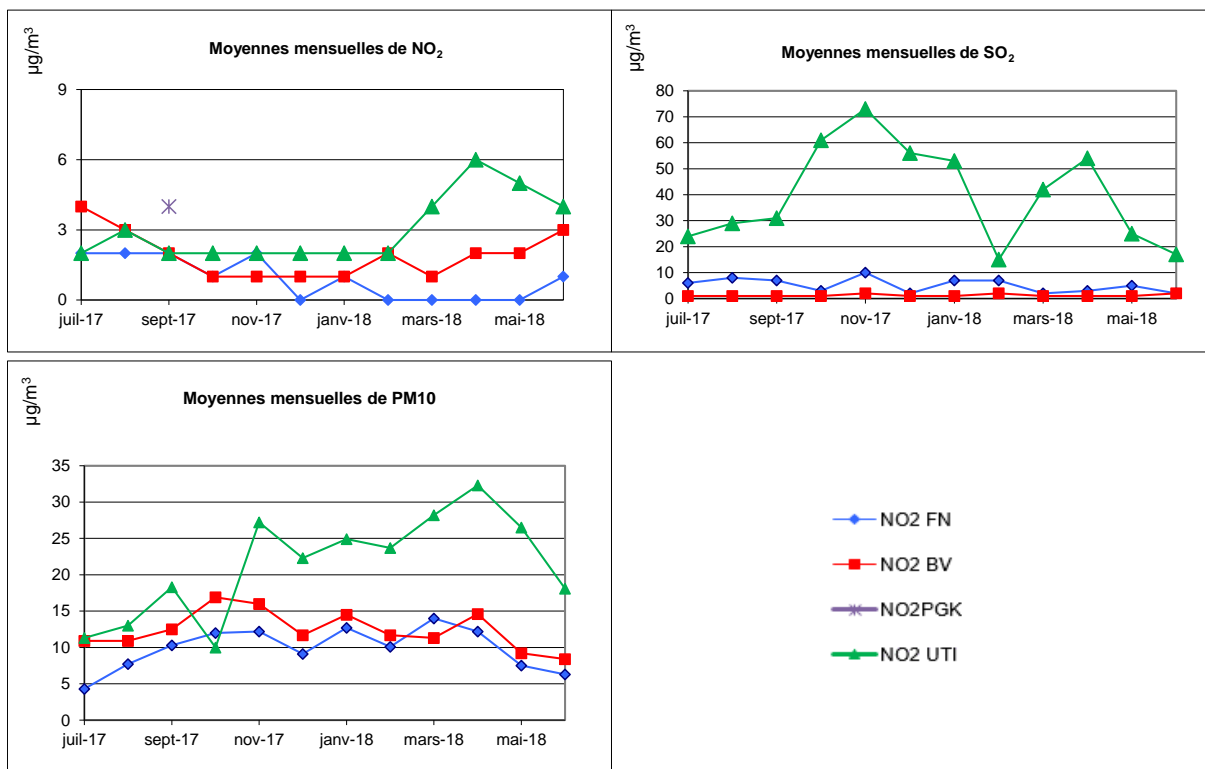 Moyennes mensuelles de NO₂
µg/m³
9
6
3
0
juil-17 sept-17 nov-17 janv-18 mars-18 mai-18
Moyennes mensuelles de SO₂
µg/m³
80
70
60
50
40
30
20
10
0
juil-17 sept-17 nov-17 janv-18 mars-18 mai-18
Moyennes mensuelles de PM10
µg/m³
35
30
25
20
15
10
5
0
juil-17 sept-17 nov-17 janv-18 mars-18 mai-18
NO2 FN
NO2 BV
NO2PGK
NO2 UTI